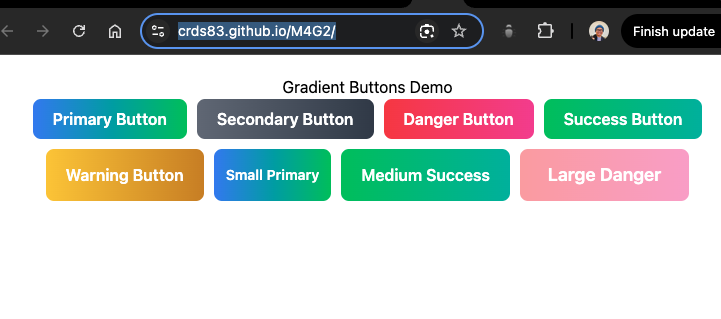 crds83.github.io/M4G2/
Finish update
Gradient Buttons Demo
Primary Button
Secondary Button
Danger Button
Success Button
Warning Button
Small Primary
Medium Success
Large Danger